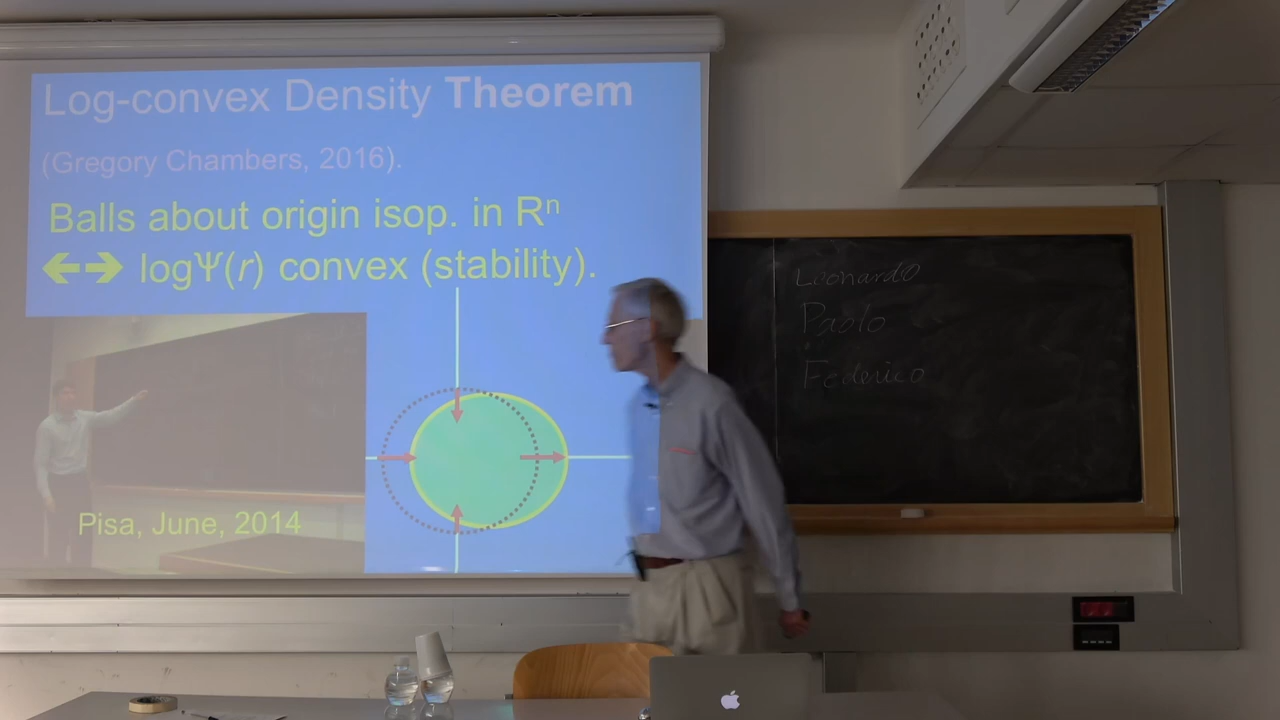 Log-convex Density Theorem
(Gregory Chambers, 2016).
Balls about origin isop. in Rⁿ
←→ logΨ(r) convex (stability).
Pisa, June, 2014
Leonardo
Paolo
Federico